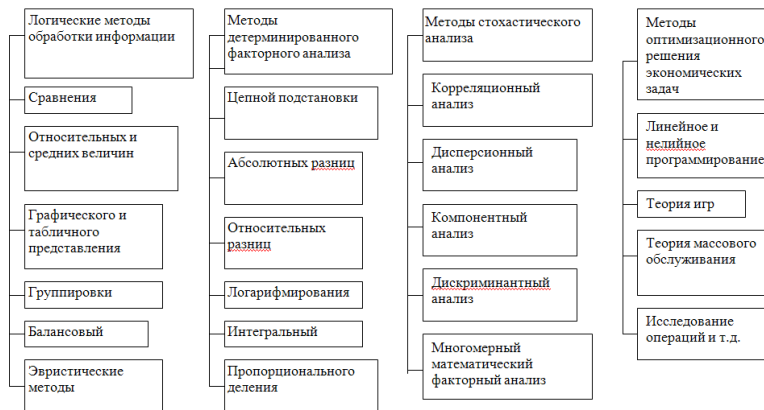 Логические методы
обработки информации
Сравнения
Относительных и
средних величин
Графического и
табличного
представления
Группировки
Балансовый
Эвристические
методы
Методы
детерминированного
факторного анализа
Цепной подстановки
Абсолютных разниц
Относительных
разниц
Логарифмирования
Интегральный
Пропорционального
деления
Методы стохастического
анализа
Корреляционный
анализ
Дисперсионный
анализ
Компонентный
анализ
Дискриминантный
анализ
Многомерный
математический
факторный анализ
Методы
оптимизационного
решения
экономических
задач
Линейное и
нелийное
программирование
Теория игр
Теория массового
обслуживания
Исследование
операций и т.д.